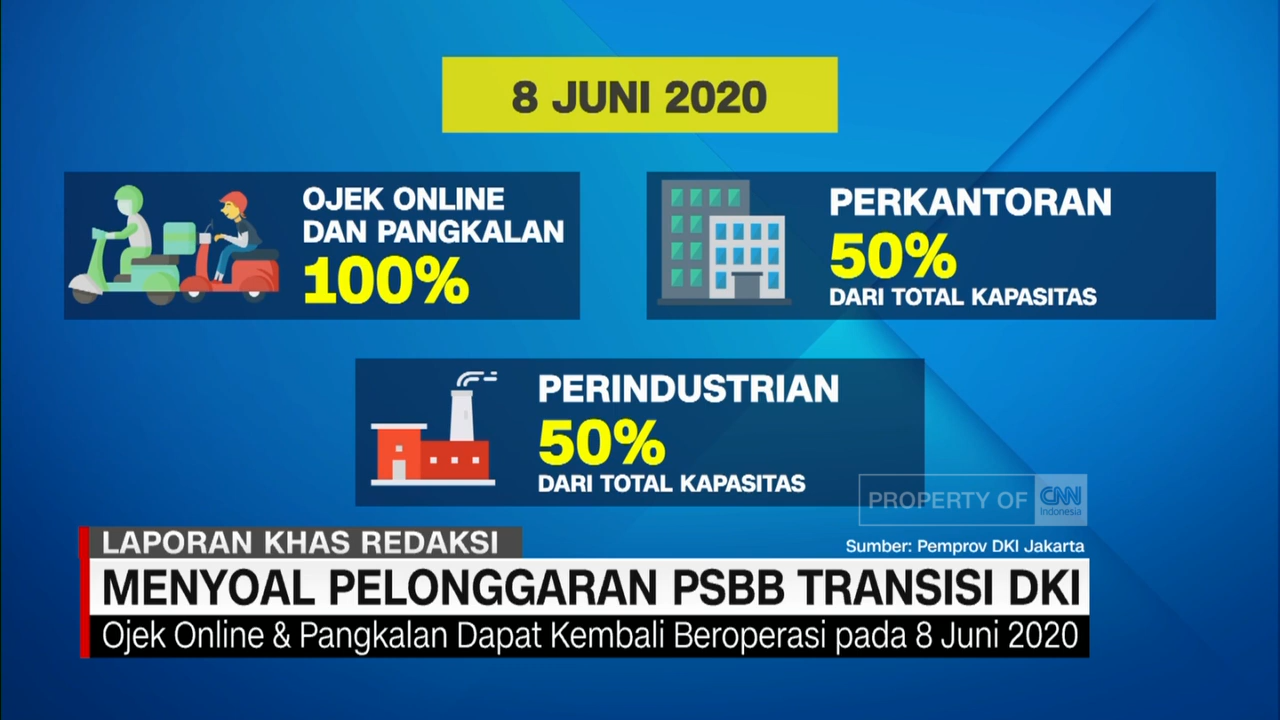 8 JUNI 2020
OJEK ONLINE
DAN PANGKALAN
100%
PERKANTORAN
50%
DARI TOTAL KAPASITAS
PERINDUSTRIAN
50%
DARI TOTAL KAPASITAS
PROPERTY OF CNN Indonesia
Sumber: Pemprov DKI Jakarta
LAPORAN KHAS REDAKSI
MENYOAL PELONGGARAN PSBB TRANSISI DKI
Ojek Online & Pangkalan Dapat Kembali Beroperasi pada 8 Juni 2020